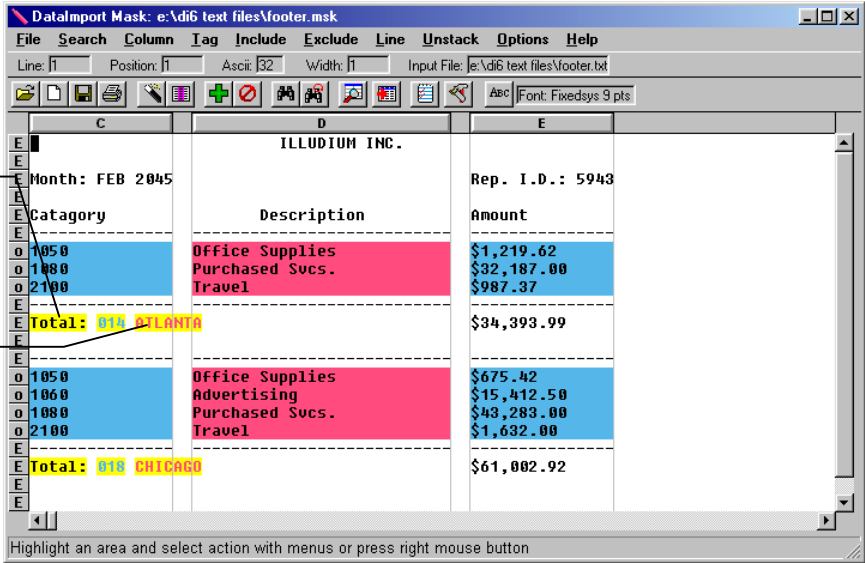 DataImport Mask: e:\di6 text files\footer.msk
File Search Column Tag Include Exclude Line Unstack Options Help
Line: 1 Position: 1 Ascii: 32 Width: 1 Input File: e:\di6 text files\footer.txt
ABC Font: Fixedsys 9 pts
C D E
E ILLUDIUM INC.
E
E Month: FEB 2045 Rep. I.D.: 5943
E
E Catagory Description Amount
E ---------------- ----------------------------- ----------------
o 1050 Office Supplies $1,219.62
o 1080 Purchased Svcs. $32,187.00
o 2100 Travel $987.37
E ---------------- ----------------------------- ----------------
E Total: 014 ATLANTA $34,393.99
E
E ---------------- ----------------------------- ----------------
o 1050 Office Supplies $675.42
o 1060 Advertising $15,412.50
o 1080 Purchased Svcs. $43,283.00
o 2100 Travel $1,632.00
E ---------------- ----------------------------- ----------------
E Total: 018 CHICAGO $61,002.92
E
E
Highlight an area and select action with menus or press right mouse button